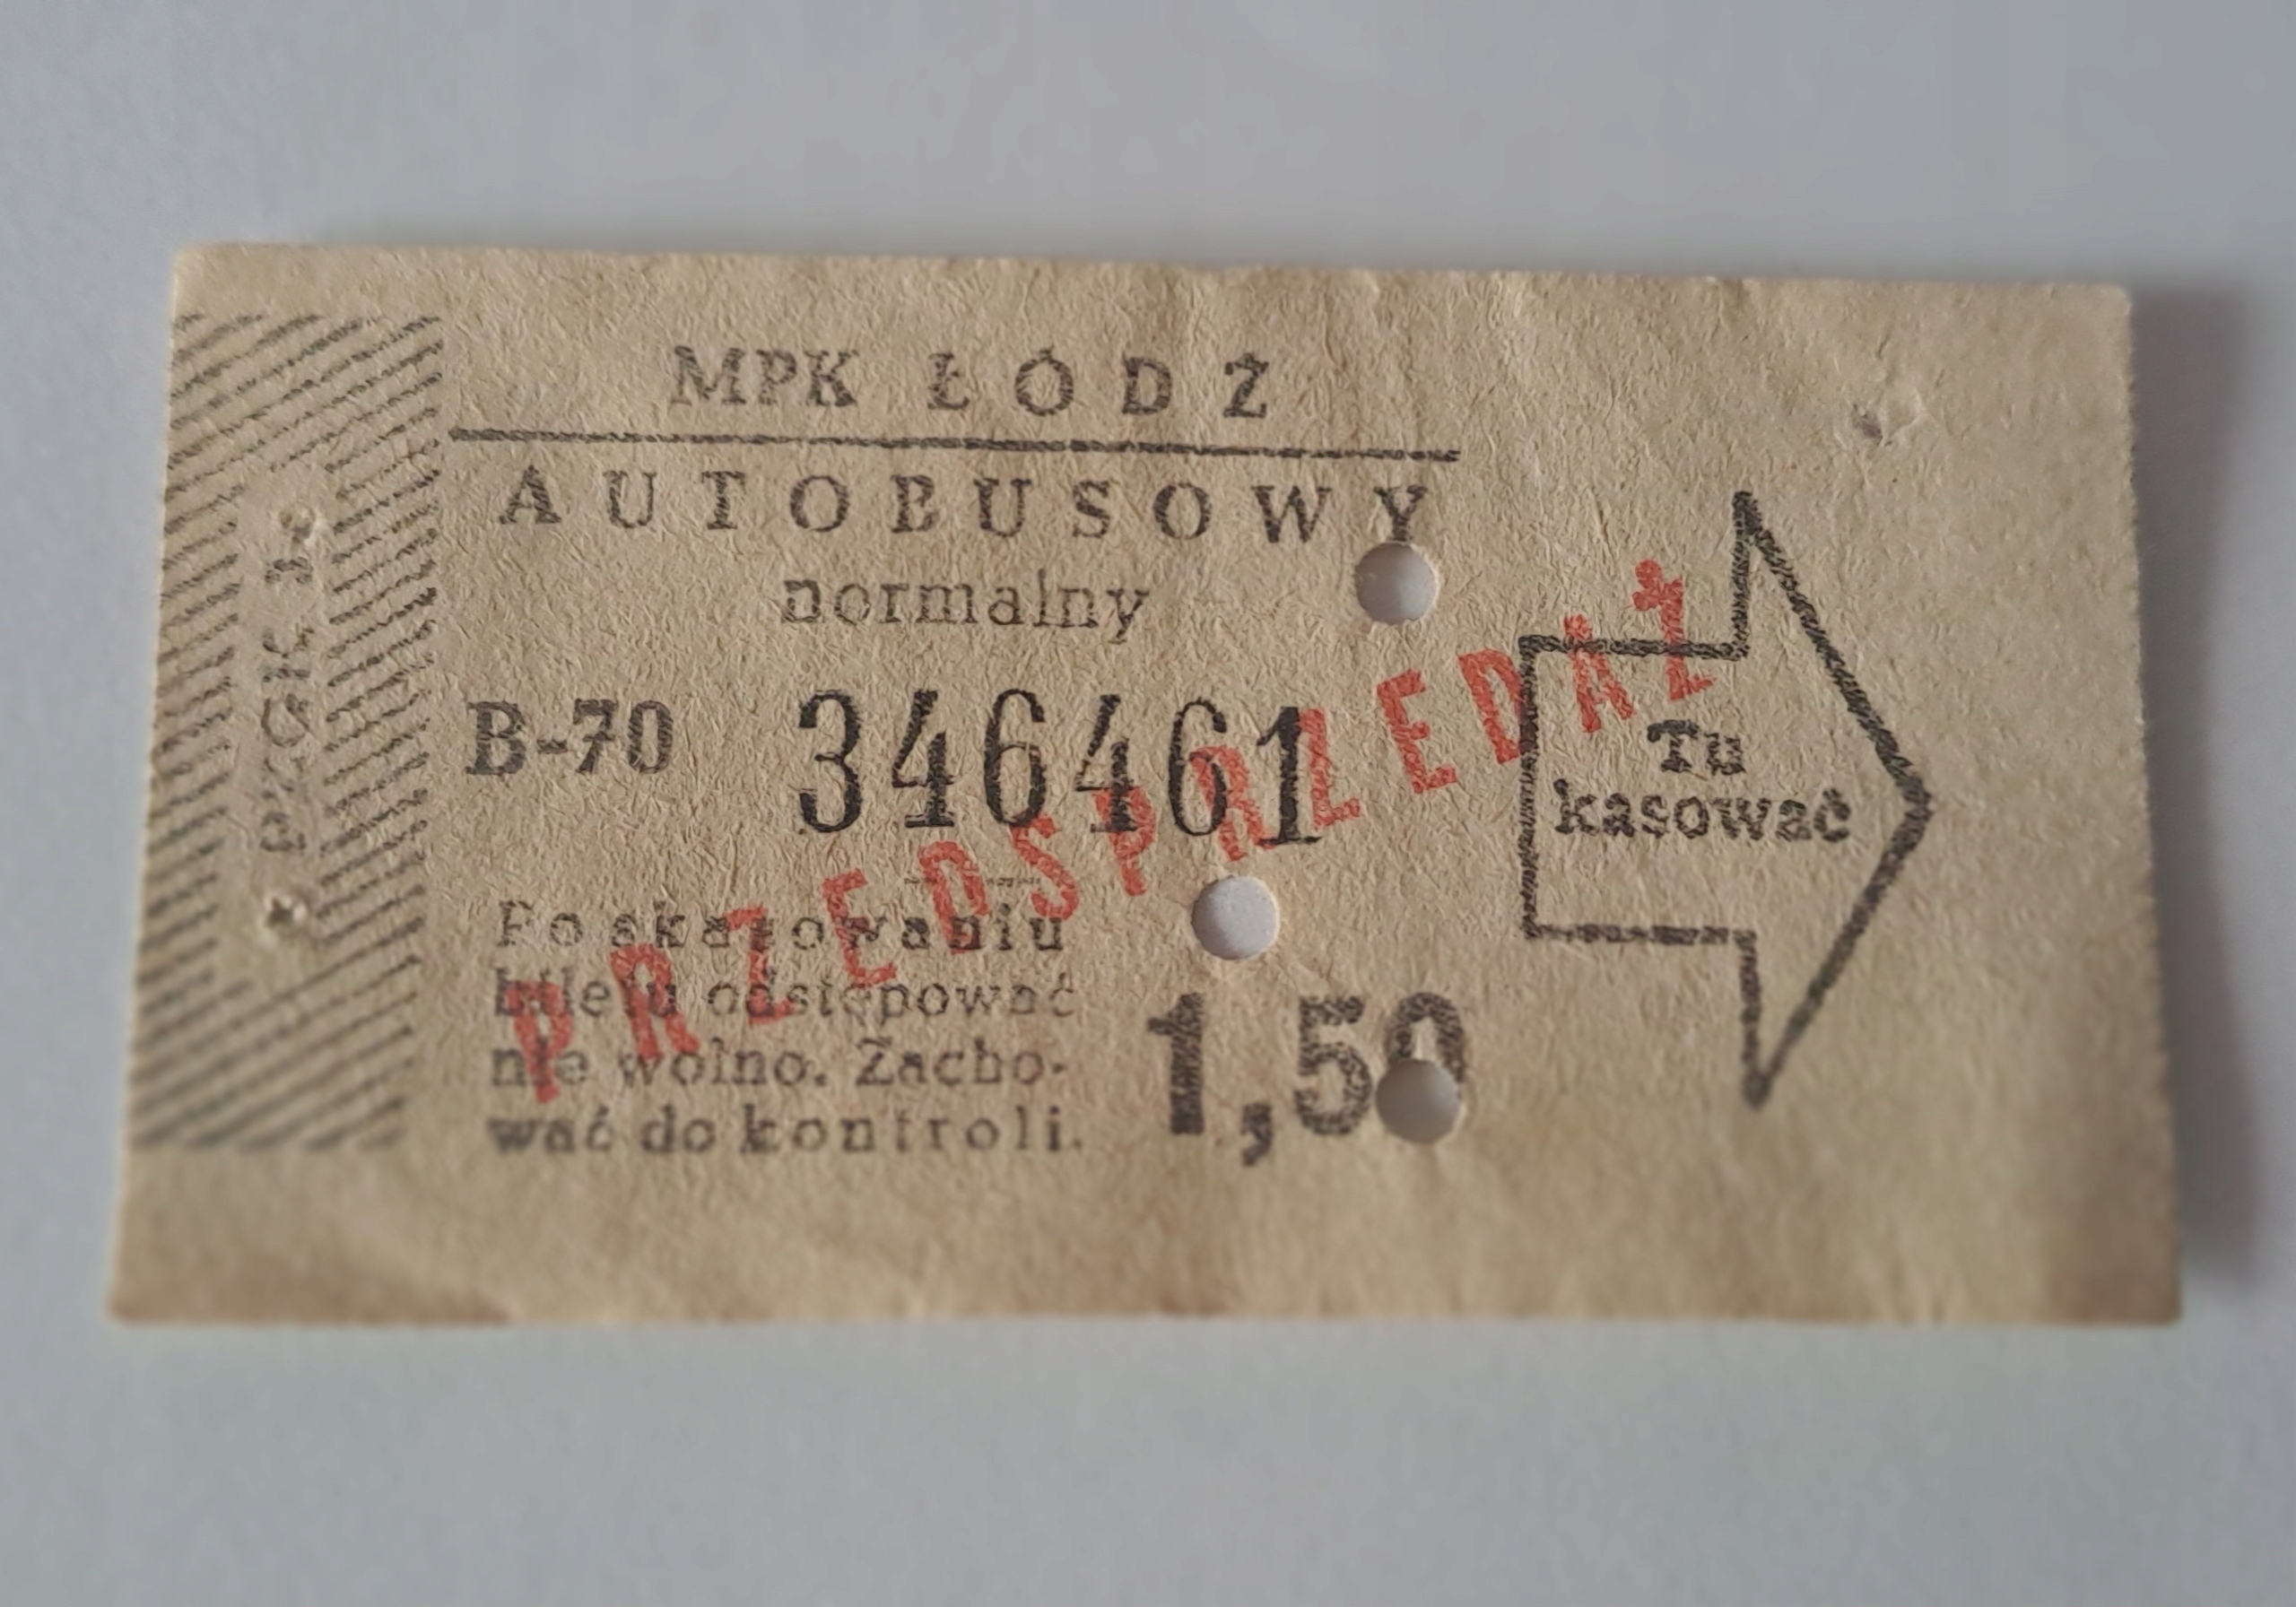 MPK ŁÓDŹ
AUTOBUSOWY
normalny
B-70 346461
PRZEDSPRZEDAŻ
Po skasowaniu
biletu odstępować
nie wolno. Zacho-
wać do kontroli.
1,50
Tu
kasować